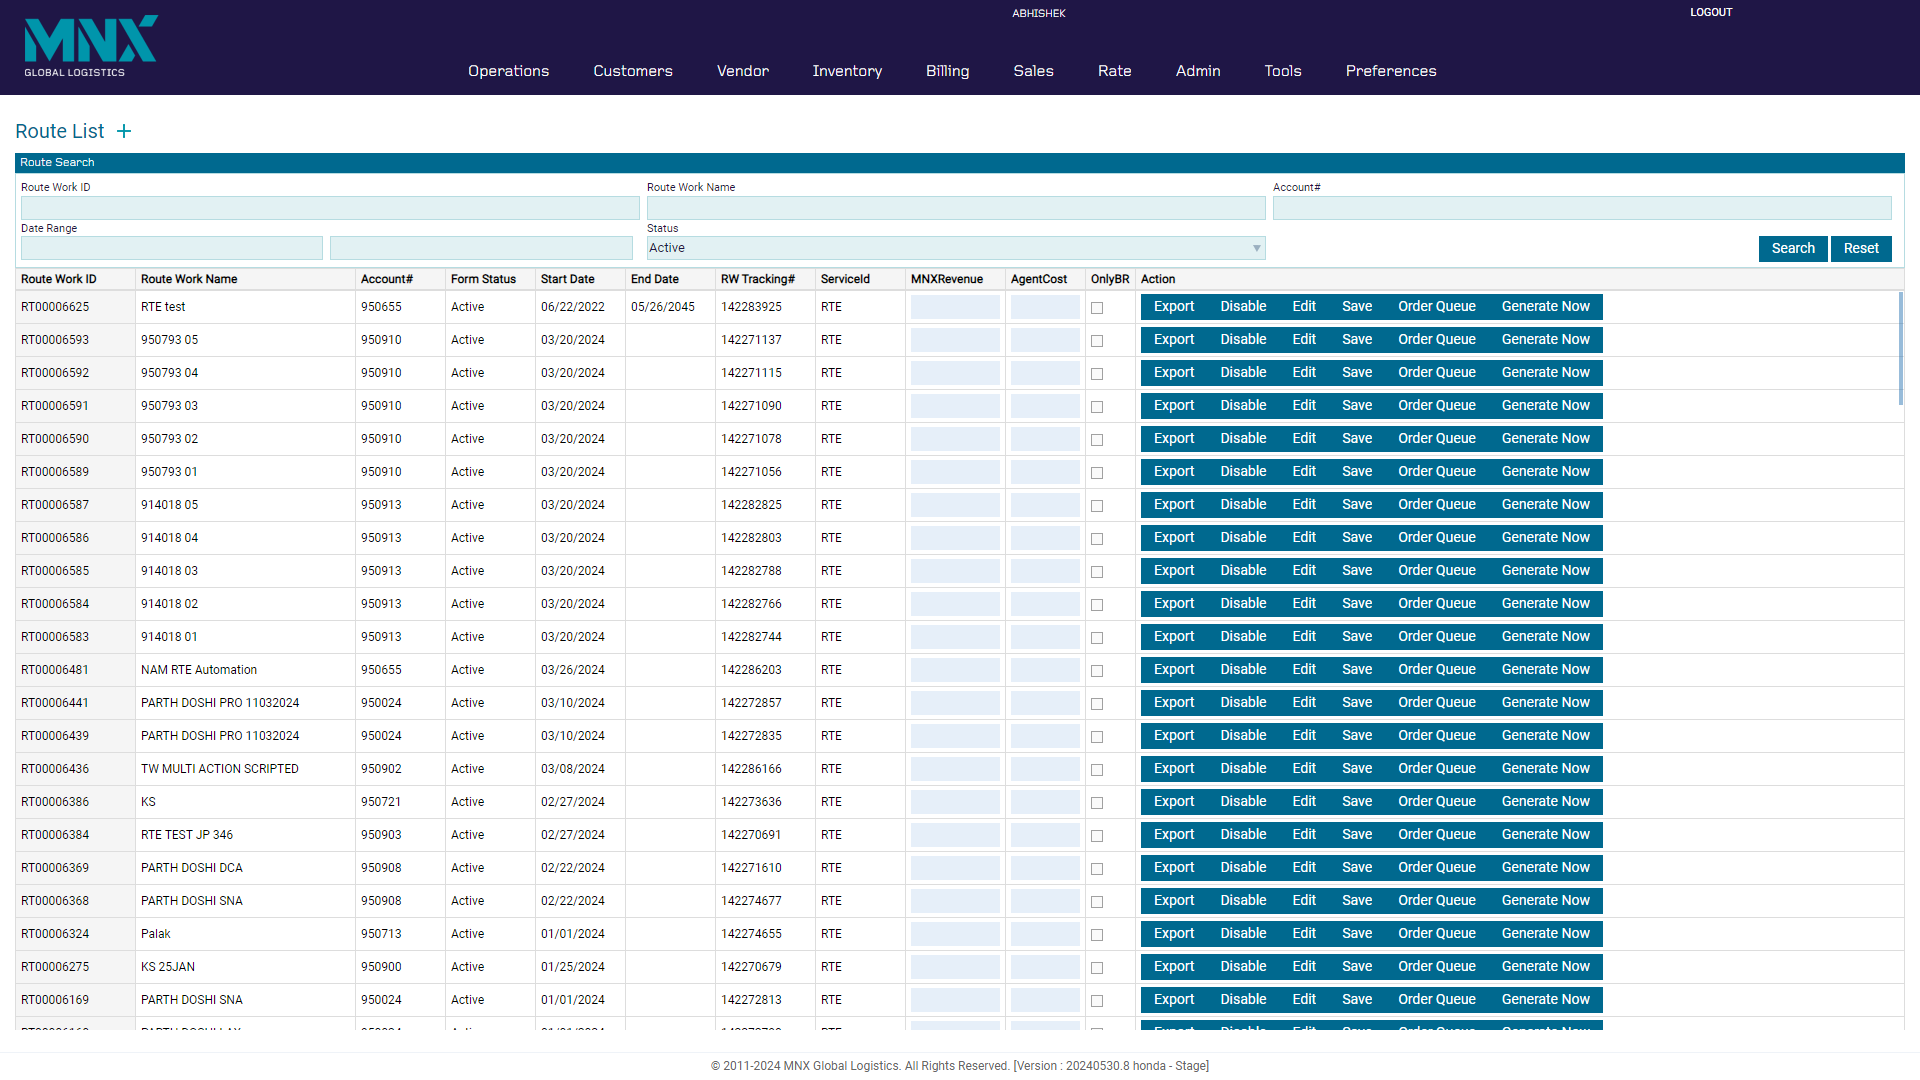 MNX
GLOBAL LOGISTICS
ABHISHEK
LOGOUT
Operations Customers Vendor Inventory Billing Sales Rate Admin Tools Preferences
Route List +
Route Search
Route Work ID Route Work Name Account#
Date Range Status
Active Search Reset
Route Work ID Route Work Name Account# Form Status Start Date End Date RW Tracking# ServiceId MNXRevenue AgentCost OnlyBR Action
RT00006625 RTE test 950655 Active 06/22/2022 05/26/2045 142283925 RTE Export Disable Edit Save Order Queue Generate Now
RT00006593 950793 05 950910 Active 03/20/2024 142271137 RTE Export Disable Edit Save Order Queue Generate Now
RT00006592 950793 04 950910 Active 03/20/2024 142271115 RTE Export Disable Edit Save Order Queue Generate Now
RT00006591 950793 03 950910 Active 03/20/2024 142271090 RTE Export Disable Edit Save Order Queue Generate Now
RT00006590 950793 02 950910 Active 03/20/2024 142271078 RTE Export Disable Edit Save Order Queue Generate Now
RT00006589 950793 01 950910 Active 03/20/2024 142271056 RTE Export Disable Edit Save Order Queue Generate Now
RT00006587 914018 05 950913 Active 03/20/2024 142282825 RTE Export Disable Edit Save Order Queue Generate Now
RT00006586 914018 04 950913 Active 03/20/2024 142282803 RTE Export Disable Edit Save Order Queue Generate Now
RT00006585 914018 03 950913 Active 03/20/2024 142282788 RTE Export Disable Edit Save Order Queue Generate Now
RT00006584 914018 02 950913 Active 03/20/2024 142282766 RTE Export Disable Edit Save Order Queue Generate Now
RT00006583 914018 01 950913 Active 03/20/2024 142282744 RTE Export Disable Edit Save Order Queue Generate Now
RT00006481 NAM RTE Automation 950655 Active 03/26/2024 142286203 RTE Export Disable Edit Save Order Queue Generate Now
RT00006441 PARTH DOSHI PRO 11032024 950024 Active 03/10/2024 142272857 RTE Export Disable Edit Save Order Queue Generate Now
RT00006439 PARTH DOSHI PRO 11032024 950024 Active 03/10/2024 142272835 RTE Export Disable Edit Save Order Queue Generate Now
RT00006436 TW MULTI ACTION SCRIPTED 950902 Active 03/08/2024 142286166 RTE Export Disable Edit Save Order Queue Generate Now
RT00006386 KS 950721 Active 02/27/2024 142273636 RTE Export Disable Edit Save Order Queue Generate Now
RT00006384 RTE TEST JP 346 950903 Active 02/27/2024 142270691 RTE Export Disable Edit Save Order Queue Generate Now
RT00006369 PARTH DOSHI DCA 950908 Active 02/22/2024 142271610 RTE Export Disable Edit Save Order Queue Generate Now
RT00006368 PARTH DOSHI SNA 950908 Active 02/22/2024 142274677 RTE Export Disable Edit Save Order Queue Generate Now
RT00006324 Palak 950713 Active 01/01/2024 142274655 RTE Export Disable Edit Save Order Queue Generate Now
RT00006275 KS 25JAN 950900 Active 01/25/2024 142270679 RTE Export Disable Edit Save Order Queue Generate Now
RT00006169 PARTH DOSHI SNA 950024 Active 01/01/2024 142272813 RTE Export Disable Edit Save Order Queue Generate Now
© 2011-2024 MNX Global Logistics. All Rights Reserved. [Version : 20240530.8 honda - Stage]